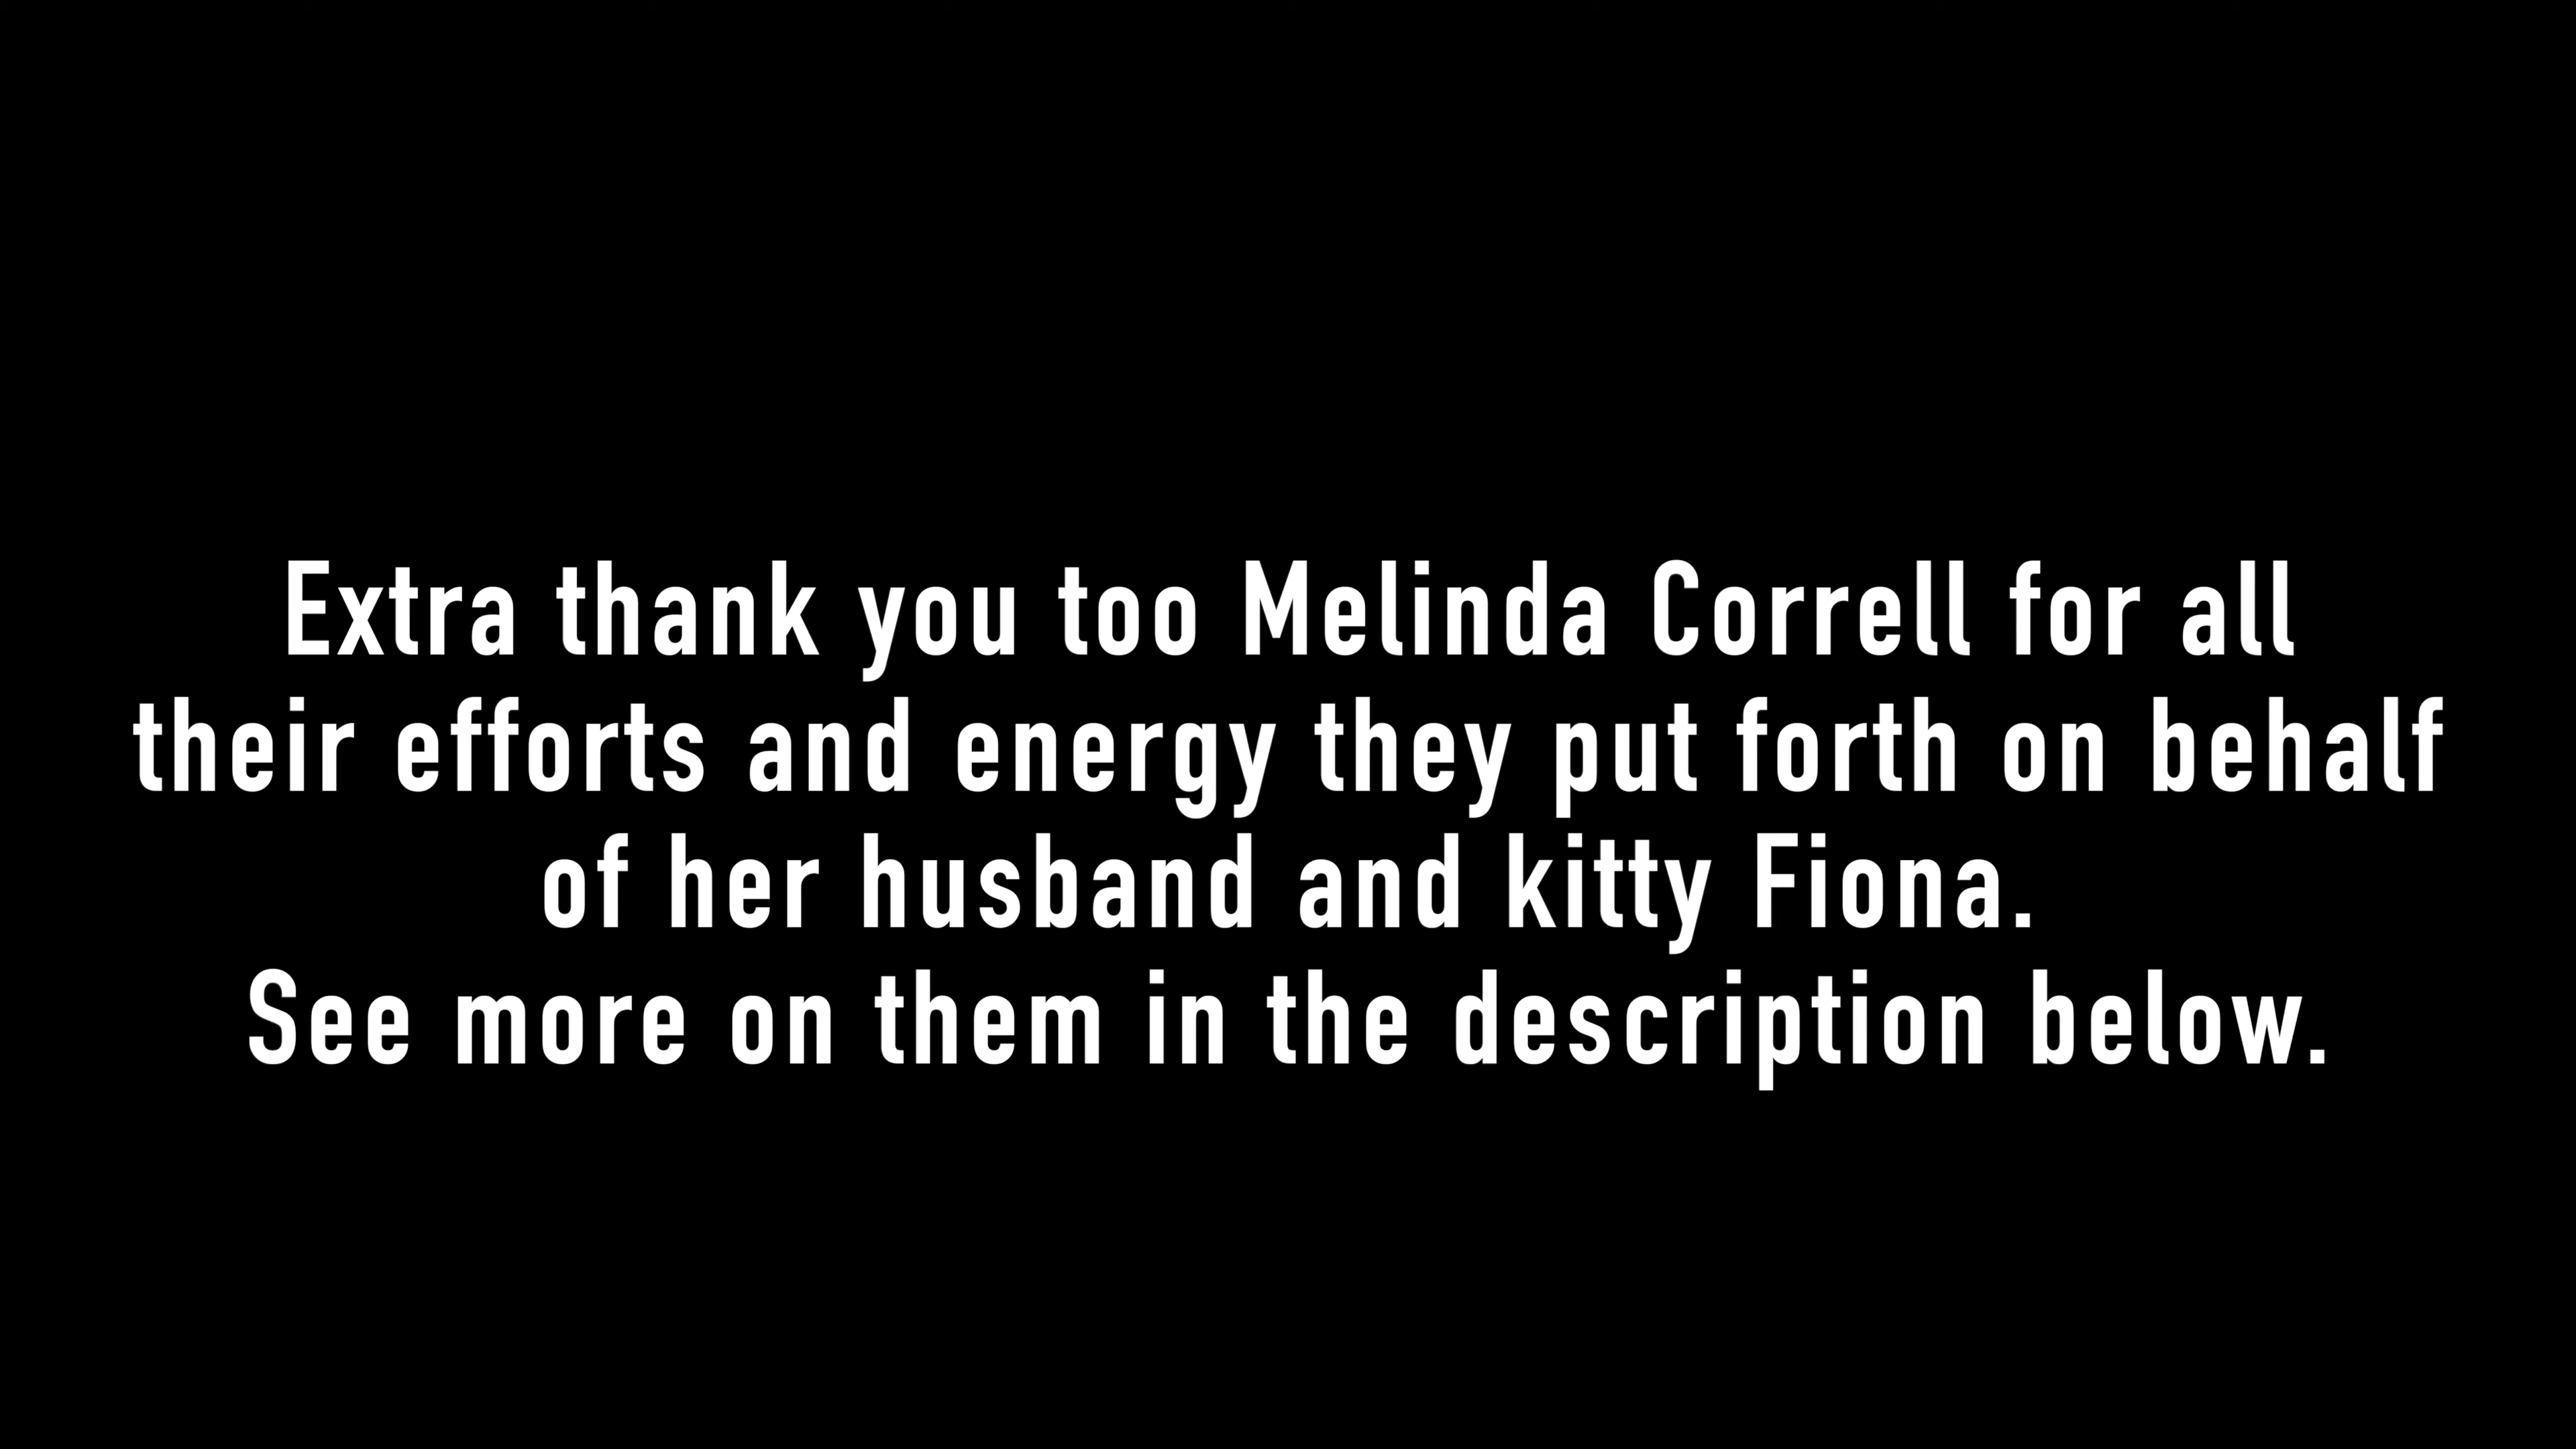 Extra thank you too Melinda Correll for all
their efforts and energy they put forth on behalf
of her husband and kitty Fiona.
See more on them in the description below.